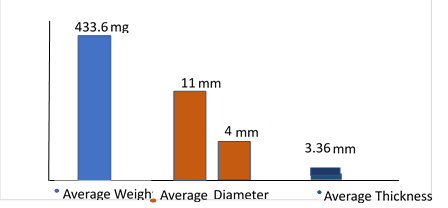 433.6 mg
11 mm
4 mm
3.36 mm
Average Weigh
Average Diameter
Average Thickness